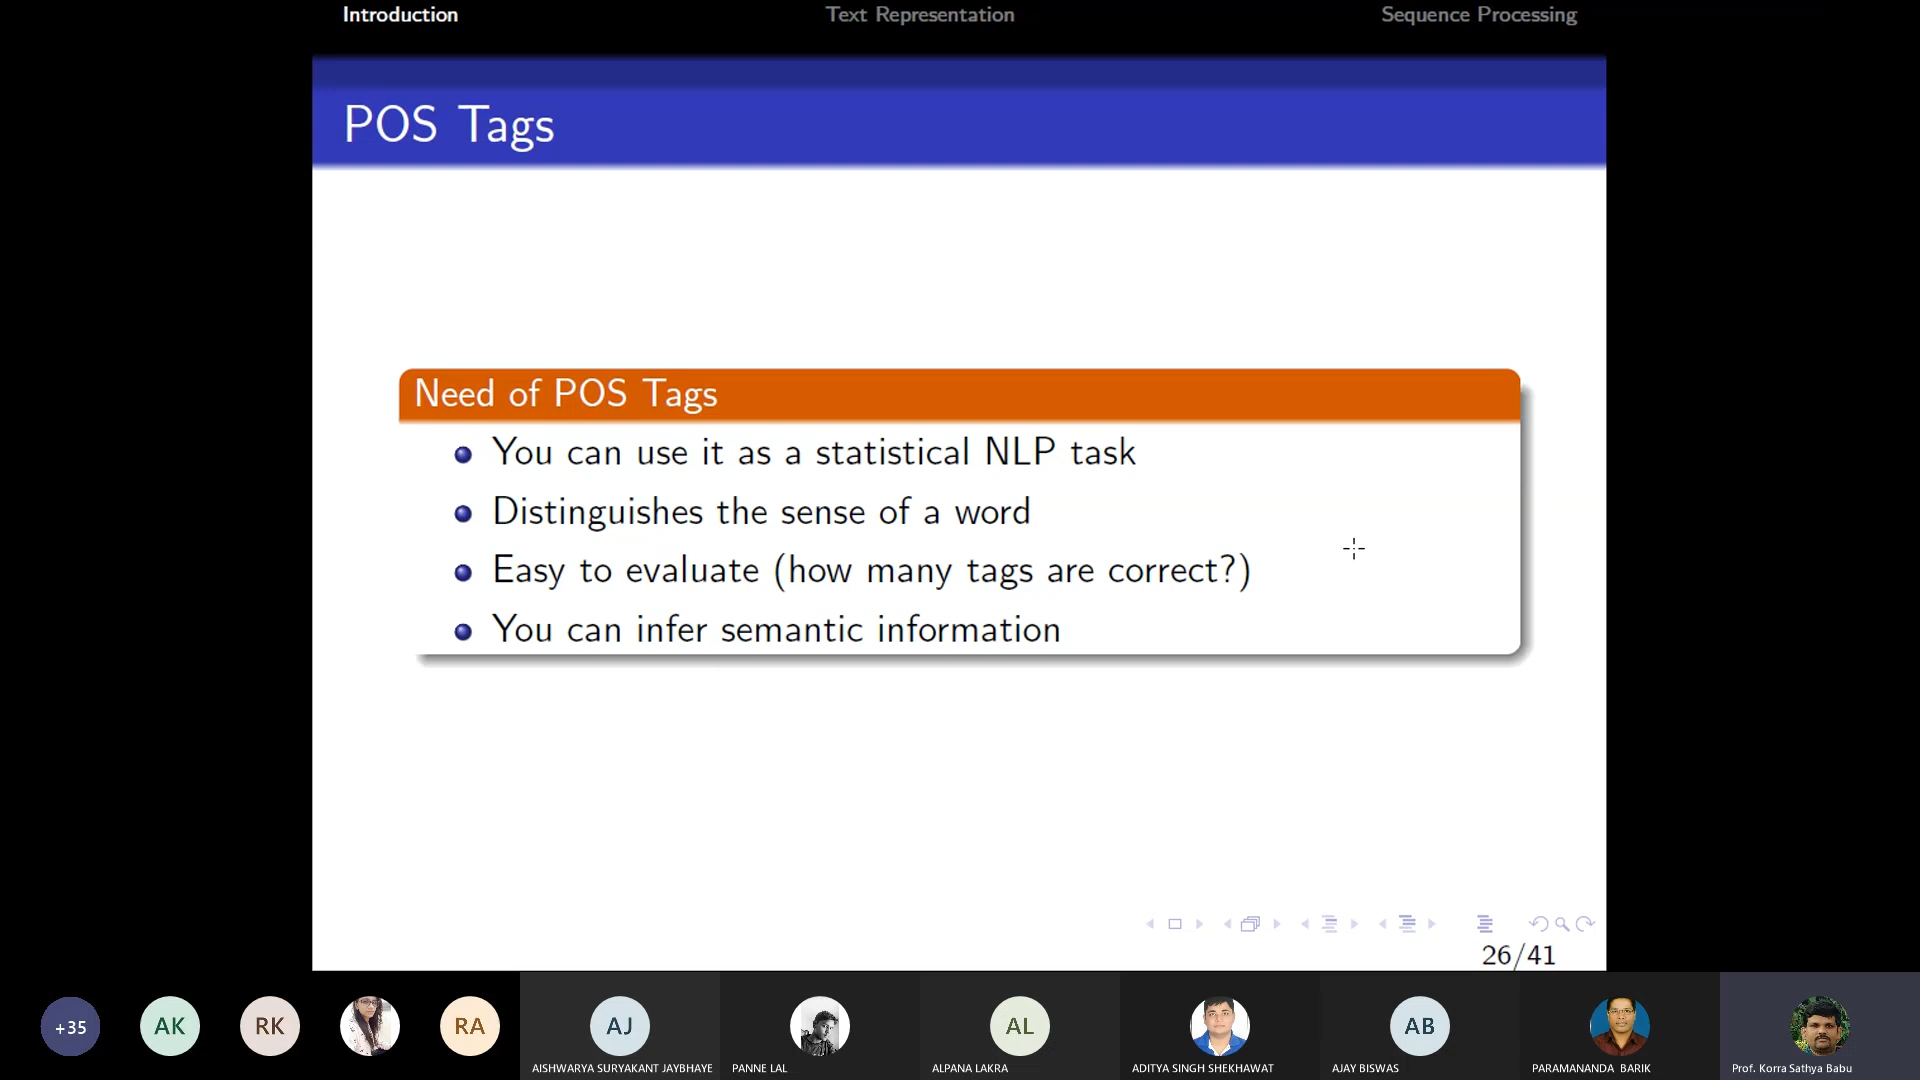 Introduction
Text Representation
Sequence Processing
POS Tags
Need of POS Tags
You can use it as a statistical NLP task
Distinguishes the sense of a word
Easy to evaluate (how many tags are correct?)
You can infer semantic information
26/41
+35
AK
RK
RA
AJ
AL
AB
AISHWARYA SURYAKANT JAYBHAYE
PANNE LAL
ALPANA LAKRA
ADITYA SINGH SHEKHAWAT
AJAY BISWAS
PARAMANANDA BARIK
Prof. Korra Sathya Babu